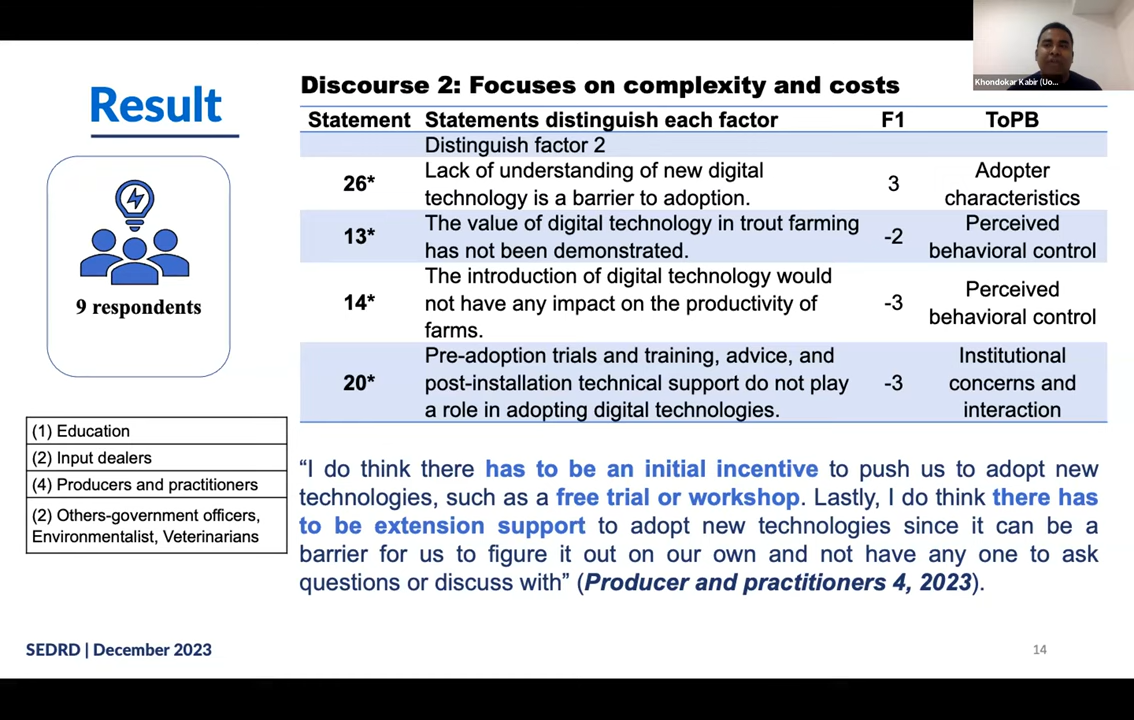 Khondokar Kabir (Uo...
Result
9 respondents
(1) Education
(2) Input dealers
(4) Producers and practitioners
(2) Others-government officers,
Environmentalist, Veterinarians
Discourse 2: Focuses on complexity and costs
Statement Statements distinguish each factor F1 ToPB
Distinguish factor 2
26* Lack of understanding of new digital technology is a barrier to adoption. 3 Adopter characteristics
13* The value of digital technology in trout farming has not been demonstrated. -2 Perceived behavioral control
14* The introduction of digital technology would not have any impact on the productivity of farms. -3 Perceived behavioral control
20* Pre-adoption trials and training, advice, and post-installation technical support do not play a role in adopting digital technologies. -3 Institutional concerns and interaction
“I do think there has to be an initial incentive to push us to adopt new
technologies, such as a free trial or workshop. Lastly, I do think there has
to be extension support to adopt new technologies since it can be a
barrier for us to figure it out on our own and not have any one to ask
questions or discuss with” (Producer and practitioners 4, 2023).
SEDRD | December 2023
14